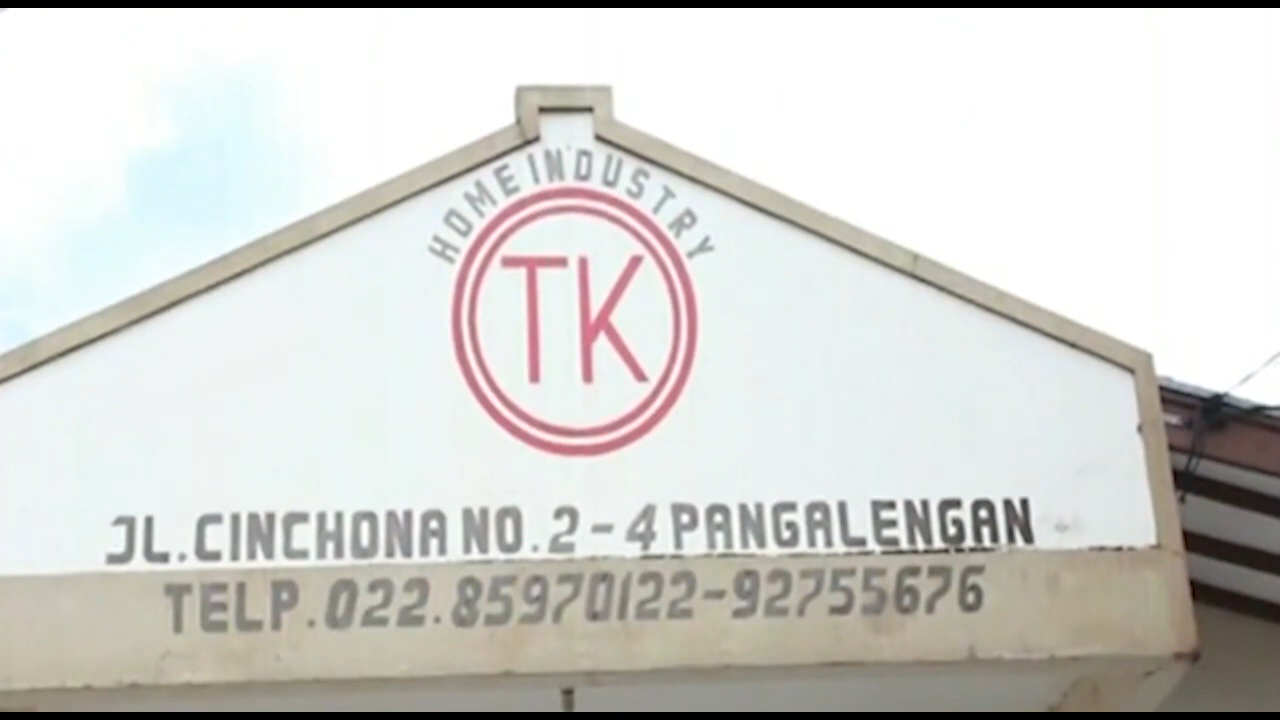 HOME INDUSTRY
TK
JL.CINCHONA NO.2-4 PANGALENGAN
TELP.022.85970122-92755676